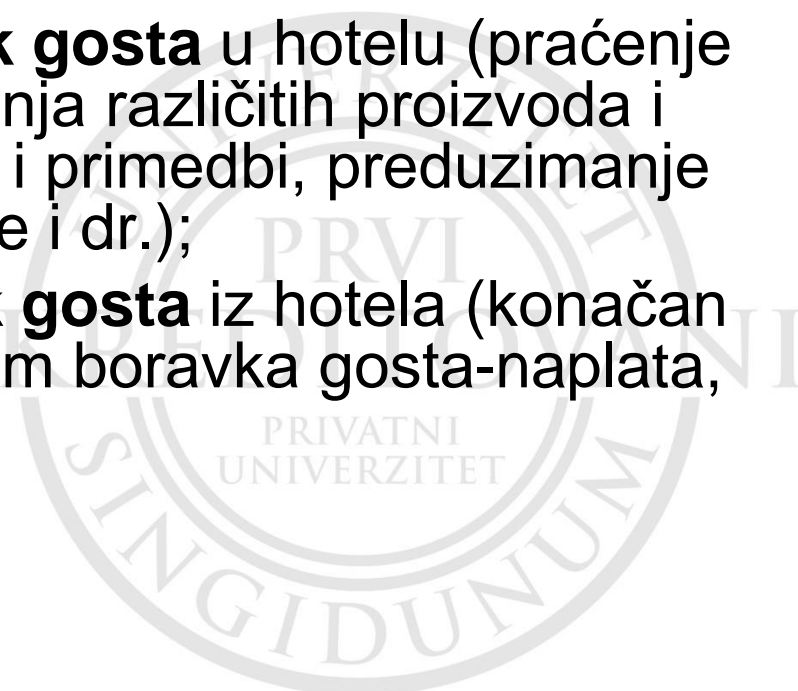 k gosta u hotelu (praćenje
nja različitih proizvoda i
i primedbi, preduzimanje
e i dr.);
k gosta iz hotela (konačan
m boravka gosta-naplata,
UNIVERZITET
PRVI
PRIVATNI
UNIVERZITET
SINGIDUNUM